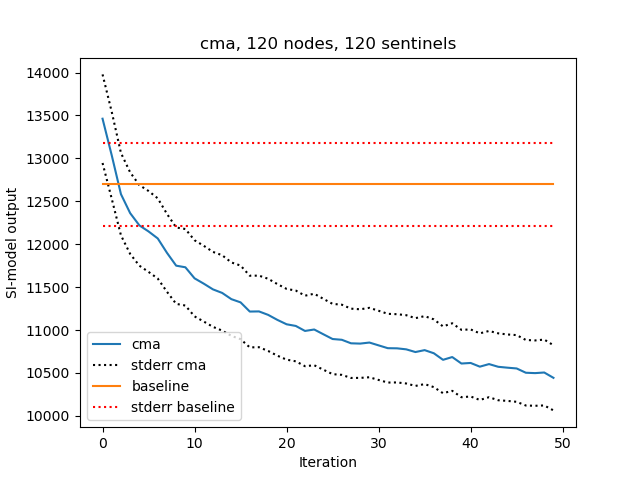 cma, 120 nodes, 120 sentinels
14000
13500
13000
12500
12000
11500
11000
10500
10000
SI-model output
cma
stderr cma
baseline
stderr baseline
0 10 20 30 40 50
Iteration